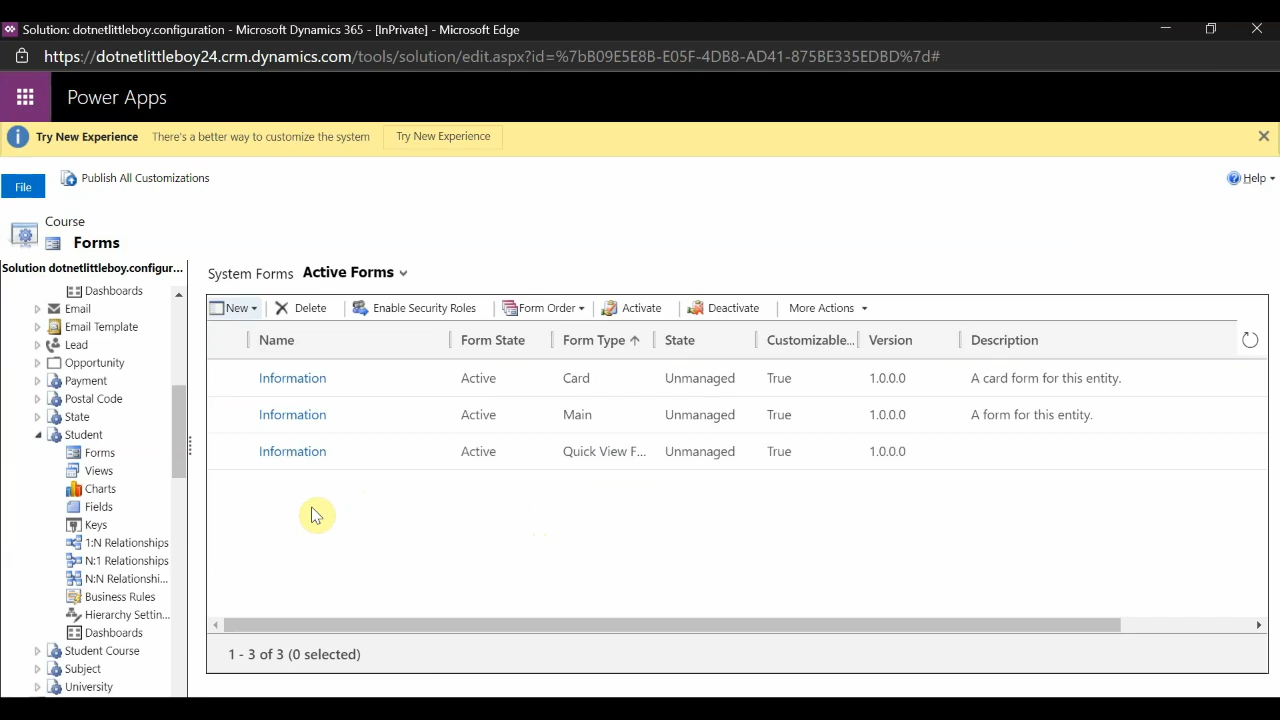 Solution: dotnetlittleboy.configuration - Microsoft Dynamics 365 - [InPrivate] - Microsoft Edge
https://dotnetlittleboy24.crm.dynamics.com/tools/solution/edit.aspx?id=%7bB09E5E8B-E05F-4DB8-AD41-875BE335EDBD%7d#
Power Apps
Try New Experience There's a better way to customize the system Try New Experience
File Publish All Customizations Help
Course
Forms
Solution dotnetlittleboy.configur...
Dashboards
Email
Email Template
Lead
Opportunity
Payment
Postal Code
State
Student
Forms
Views
Charts
Fields
Keys
1:N Relationships
N:1 Relationships
N:N Relationshi...
Business Rules
Hierarchy Settin...
Dashboards
Student Course
Subject
University
System Forms Active Forms
New Delete Enable Security Roles Form Order Activate Deactivate More Actions
Name Form State Form Type State Customizable... Version Description
Information Active Card Unmanaged True 1.0.0.0 A card form for this entity.
Information Active Main Unmanaged True 1.0.0.0 A form for this entity.
Information Active Quick View F... Unmanaged True 1.0.0.0
1 - 3 of 3 (0 selected)